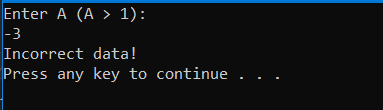 Enter A (A > 1):
-3
Incorrect data!
Press any key to continue . . .